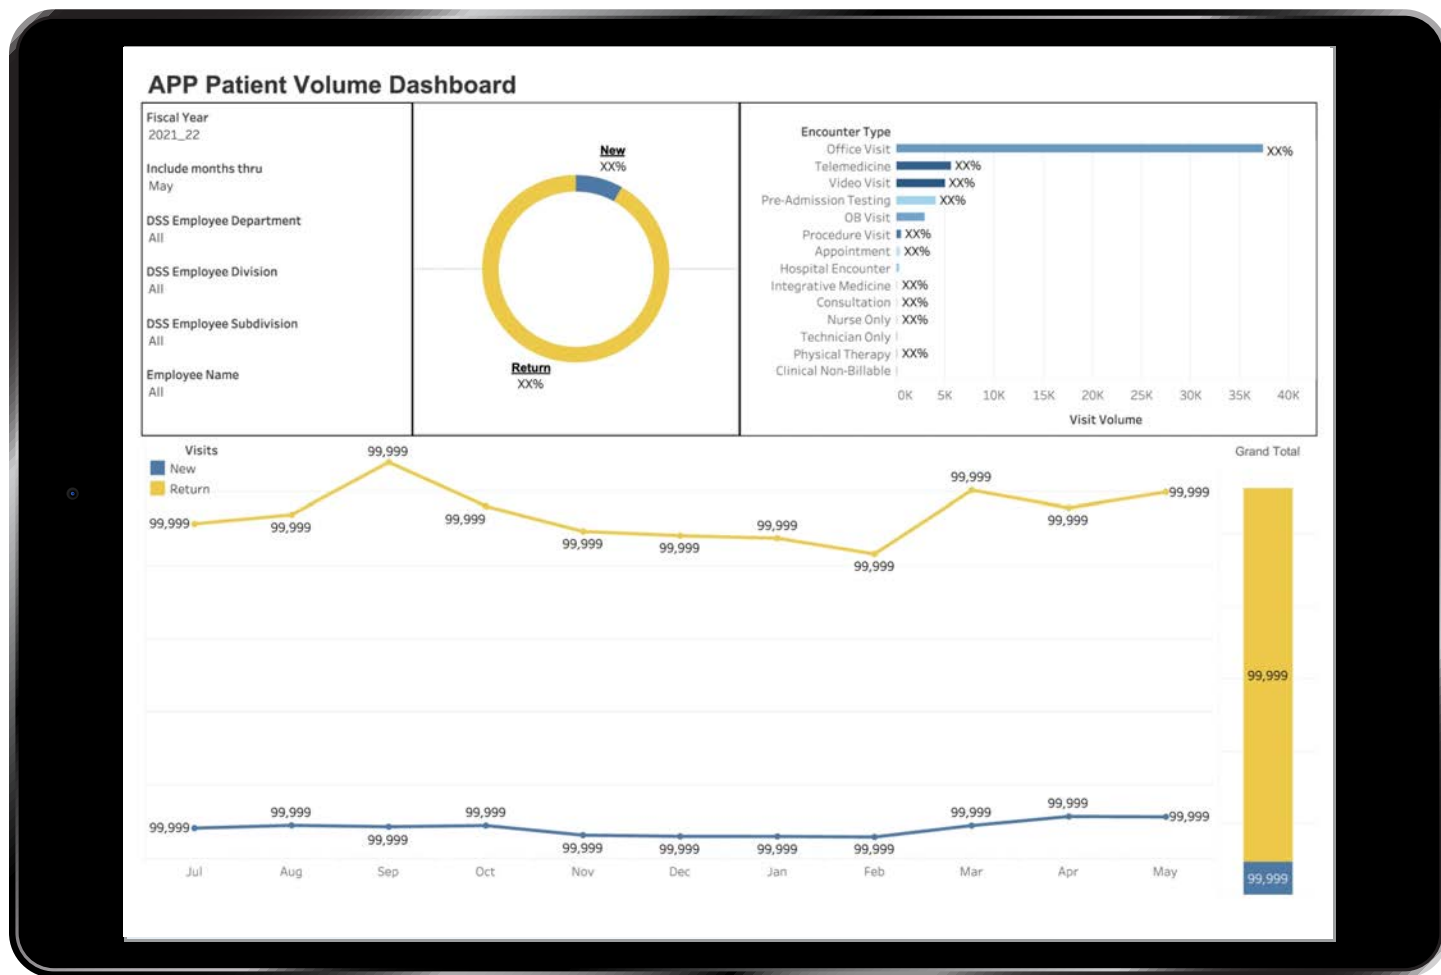 APP Patient Volume Dashboard
Fiscal Year
2021_22
Include months thru
May
DSS Employee Department
All
DSS Employee Division
All
DSS Employee Subdivision
All
Employee Name
All
New
XX%
Return
XX%
Encounter Type
Office Visit XX%
Telemedicine XX%
Video Visit XX%
Pre-Admission Testing XX%
OB Visit
Procedure Visit XX%
Appointment XX%
Hospital Encounter
Integrative Medicine XX%
Consultation XX%
Nurse Only XX%
Technician Only
Physical Therapy XX%
Clinical Non-Billable
0K 5K 10K 15K 20K 25K 30K 35K 40K
Visit Volume
Visits
New
Return
99,999 99,999 99,999 99,999 99,999 99,999 99,999 99,999 99,999 99,999 99,999
99,999 99,999 99,999 99,999 99,999 99,999 99,999 99,999 99,999 99,999 99,999
Jul Aug Sep Oct Nov Dec Jan Feb Mar Apr May
Grand Total
99,999
99,999